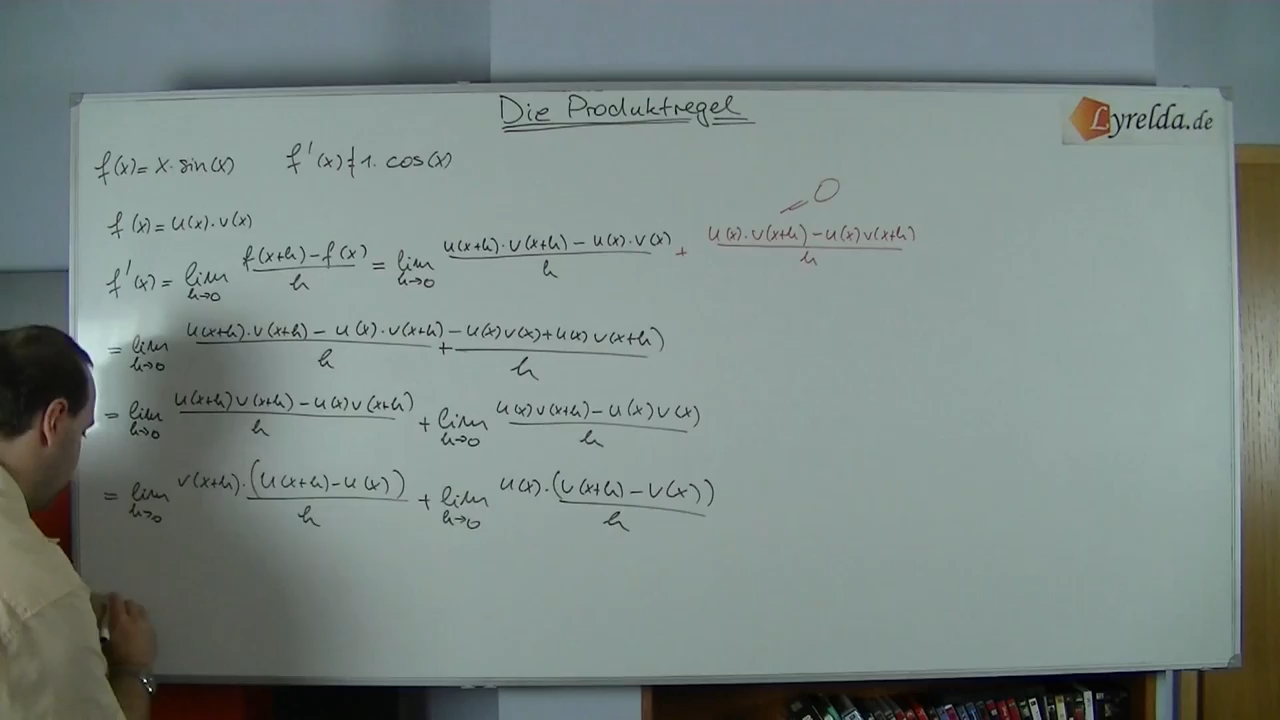 Die Produktregel
Lyrelda.de
f(x)= x · sin(x)   f'(x) ≠ 1 · cos(x)
f(x) = u(x) · v(x)
f'(x) = lim h→0 (f(x+h) − f(x))/h = lim h→0 (u(x+h) · v(x+h) − u(x) · v(x))/h + (u(x) · v(x+h) − u(x) v(x+h))/h = 0
= lim h→0 (u(x+h) · v(x+h) − u(x) · v(x+h))/h + (− u(x) v(x) + u(x) v(x+h))/h
= lim h→0 (u(x+h) v(x+h) − u(x) v(x+h))/h + lim h→0 (u(x) v(x+h) − u(x) v(x))/h
= lim h→0 v(x+h) · (u(x+h) − u(x))/h + lim h→0 u(x) · (v(x+h) − v(x))/h